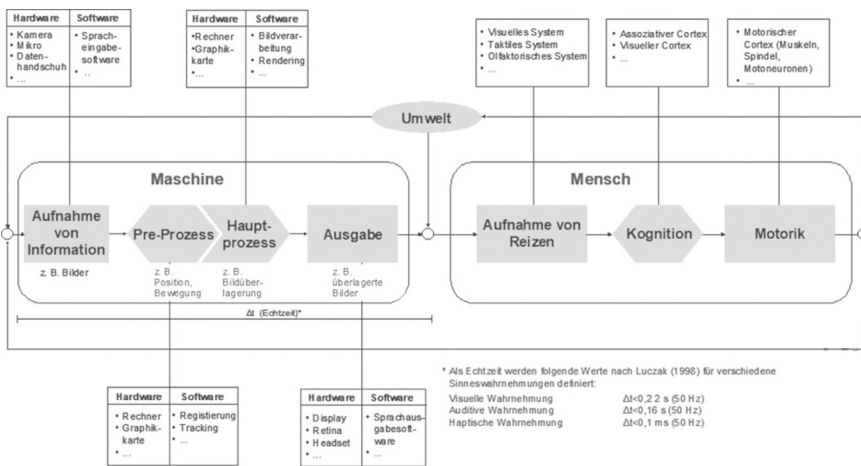 Hardware
Software
• Kamera
• Mikro
• Daten-
handschuh
• ...
• Sprach-
eingabe-
software
• ..
Hardware
Software
•Rechner
•Graphik-
karte
•...
• Bildverar-
beitung
• Rendering
• ...
• Visuelles System
• Taktiles System
• Olfaktorisches System
• ...
• Assoziativer Cortex
• Visueller Cortex
• ...
• Motorischer
Cortex (Muskeln,
Spindel,
Motoneuronen)
• ...
Umwelt
Maschine
Mensch
Aufnahme
von
Information
Pre-Prozess
Haupt-
prozess
Ausgabe
Aufnahme von
Reizen
Kognition
Motorik
z. B. Bilder
z. B.
Position,
Bewegung
z. B.
Bildüber-
lagerung
z. B.
überlagerte
Bilder
Δt (Echtzeit)*
* Als Echtzeit werden folgende Werte nach Luczak (1998) für verschiedene
Sinneswahrnehmungen definiert:
Visuelle Wahrnehmung Δt<0,22 s (50 Hz)
Auditive Wahrnehmung Δt<0,16 s (50 Hz)
Haptische Wahrnehmung Δt<0,1 ms (50 Hz)
Hardware
Software
• Rechner
• Graphik-
karte
• ...
• Registierung
• Tracking
• ...
Hardware
Software
• Display
• Retina
• Headset
• ...
• Sprachaus-
gabesoft-
ware
• ...